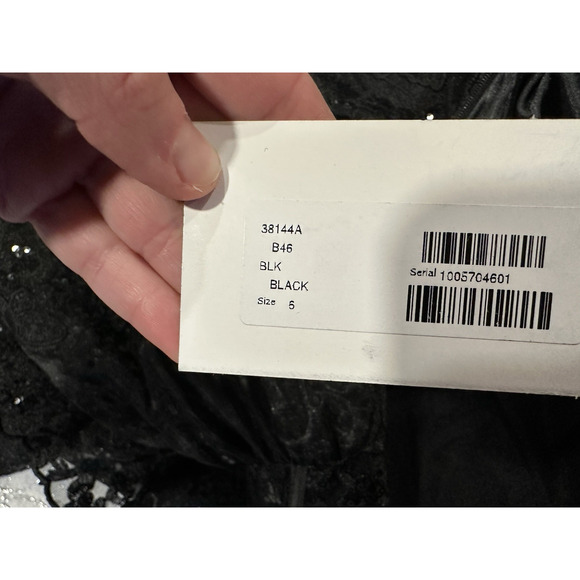 38144A
B46
BLK
BLACK
Size 6
Serial 1005704601